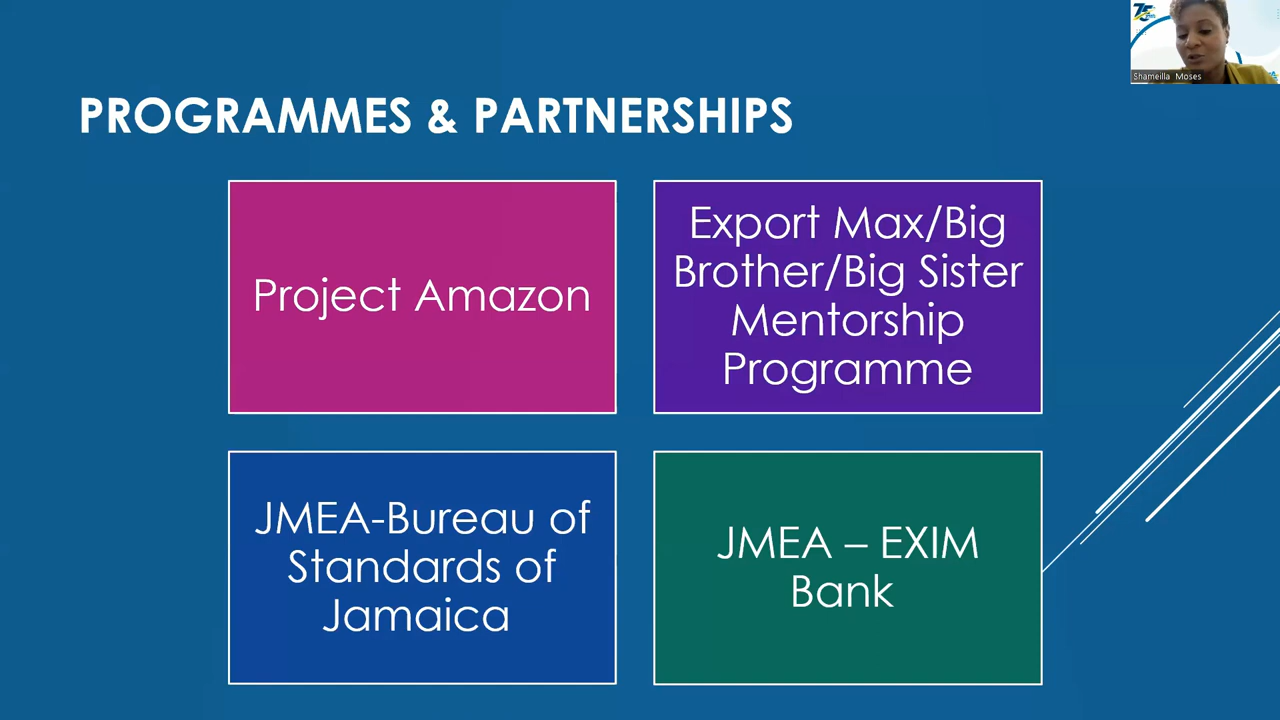 75
Shameilla Moses
PROGRAMMES & PARTNERSHIPS
Project Amazon
Export Max/Big
Brother/Big Sister
Mentorship
Programme
JMEA-Bureau of
Standards of
Jamaica
JMEA – EXIM
Bank